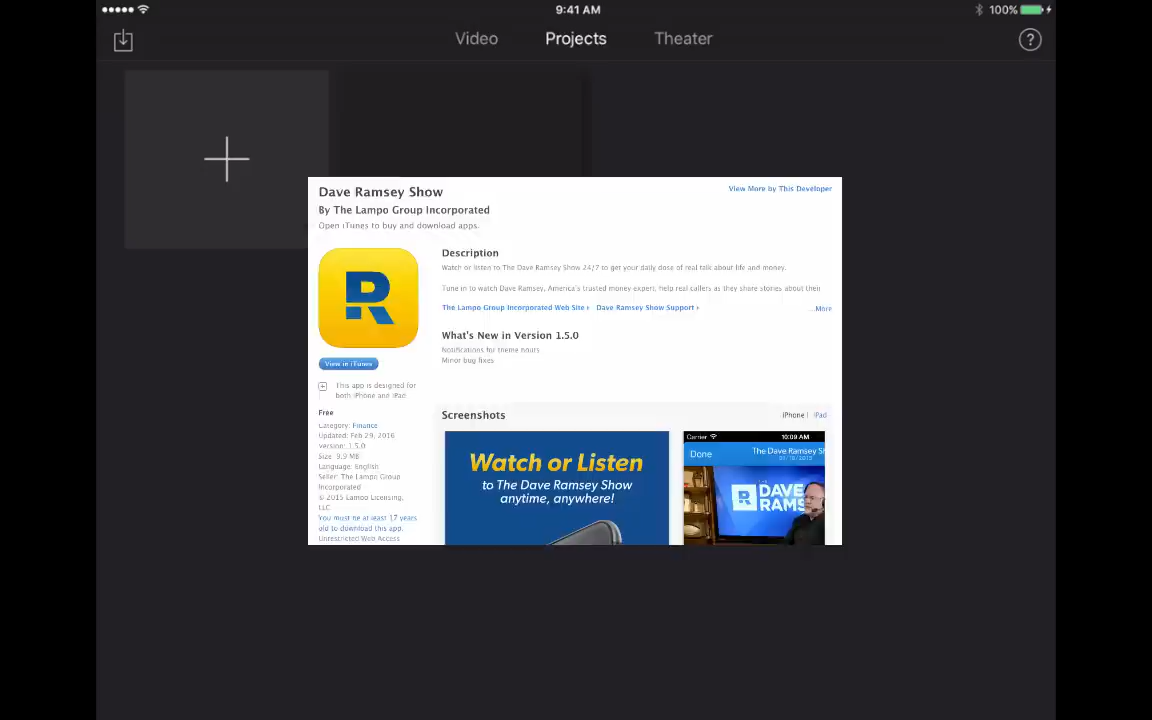 9:41 AM
100%
Video
Projects
Theater
?
Dave Ramsey Show
View More by This Developer
By The Lampo Group Incorporated
Open iTunes to buy and download apps.
Description
Watch or listen to The Dave Ramsey Show 24/7 to get your daily dose of real talk about life and money.
Tune in to watch Dave Ramsey, America's trusted money-expert, help real callers as they share stories about their
The Lampo Group Incorporated Web Site ›
Dave Ramsey Show Support ›
...More
What's New in Version 1.5.0
Notifications for theme hours
Minor bug fixes
R
View in iTunes
+ This app is designed for
both iPhone and iPad
Free
Category: Finance
Updated: Feb 29, 2016
Version: 1.5.0
Size: 9.9 MB
Language: English
Seller: The Lampo Group
Incorporated
© 2015 Lampo Licensing,
LLC
You must be at least 17 years
old to download this app.
Unrestricted Web Access
Screenshots
iPhone | iPad
Watch or Listen
to The Dave Ramsey Show
anytime, anywhere!
Carrier
10:09 AM
Done
The Dave Ramsey Sh
R DAVE
RAMS